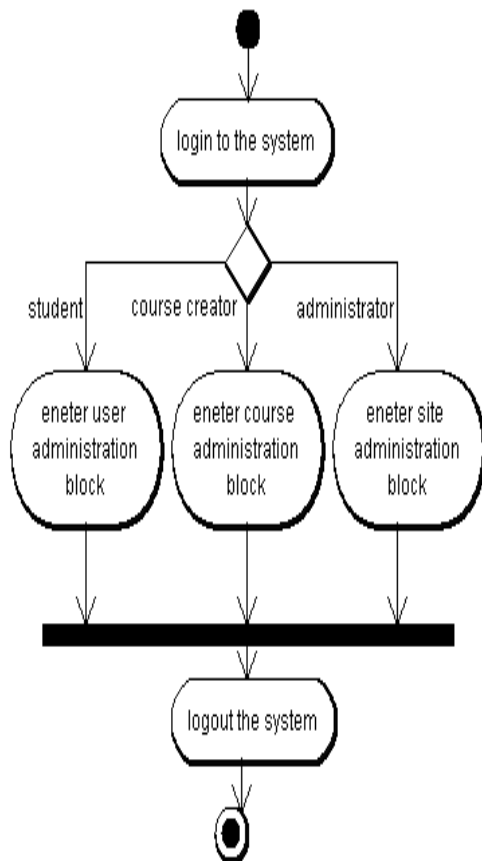 login to the system
student
course creator
administrator
eneter user
administration
block
eneter course
administration
block
eneter site
administration
block
logout the system